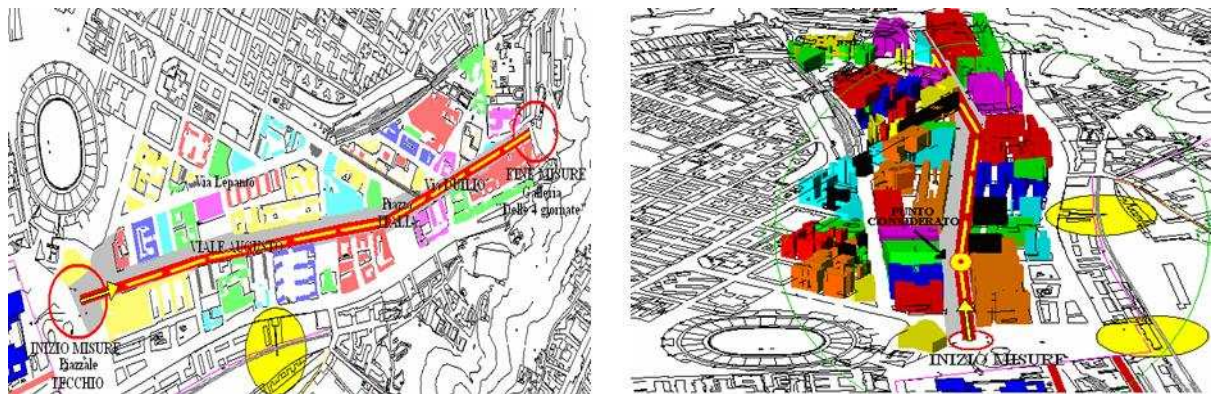 Via Lepanto
VIALE AUGUSTO
Piazza
ITALIA
Via DUILIO
FINE MISURE
Galleria
"Delle 4 giornate"
INIZIO MISURE
Piazzale
TECCHIO
PUNTO
CONSIDERATO
INIZIO MISURE